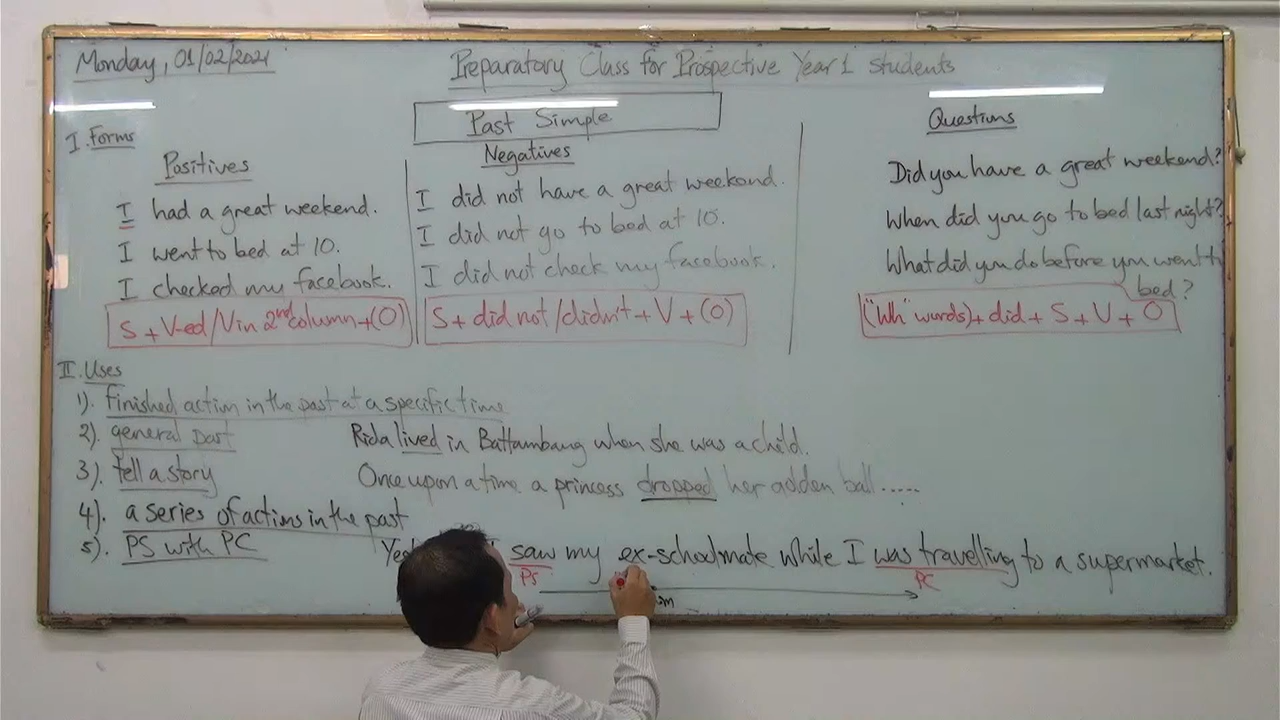 Monday, 01/02/2021
Preparatory Class for Prospective Year 1 students
Past Simple
I. Forms
Positives
I had a great weekend.
I went to bed at 10.
I checked my facebook.
S + V-ed/V in 2nd column + (O)
Negatives
I did not have a great weekend.
I did not go to bed at 10.
I did not check my facebook.
S + did not/didn't + V + (O)
Questions
Did you have a great weekend?
When did you go to bed last night?
What did you do before you went to
bed?
("Wh" words) + did + S + V + O
II. Uses
1). Finished action in the past at a specific time
2). general past Rida lived in Battambang when she was a child.
3). tell a story Once upon a time a princess dropped her golden ball.....
4). a series of actions in the past
5). PS with PC saw my ex-schoolmate while I was travelling to a supermarket.
PS PC